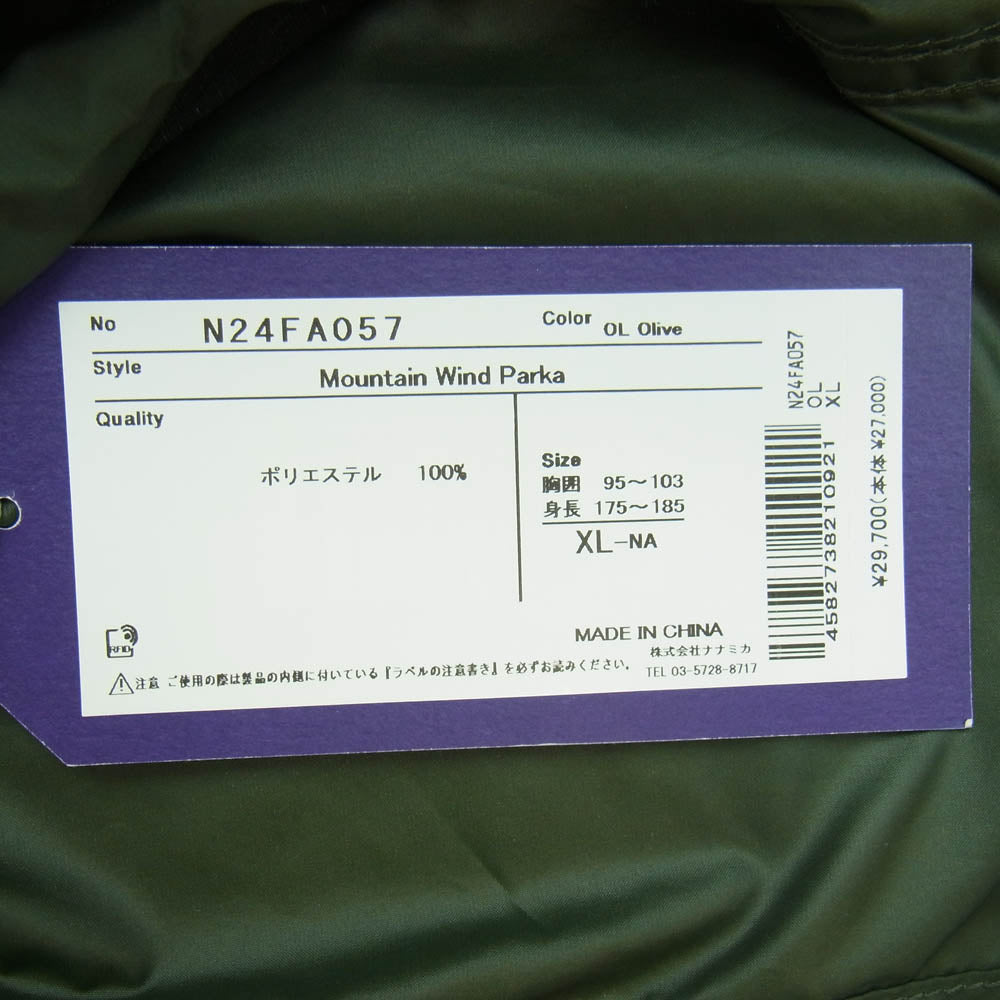 No N24FA057 Color OL Olive
Style Mountain Wind Parka
Quality
ポリエステル 100%
Size
胸囲 95～103
身長 175～185
XL-NA
RFID
MADE IN CHINA
株式会社ナナミカ
TEL 03-5728-8717
注意 ご使用の際は製品の内側に付いている『ラベルの注意書き』を必ずお読みください。
N24FA057
OL
XL
4582738210921
¥29,700(本体¥27,000)